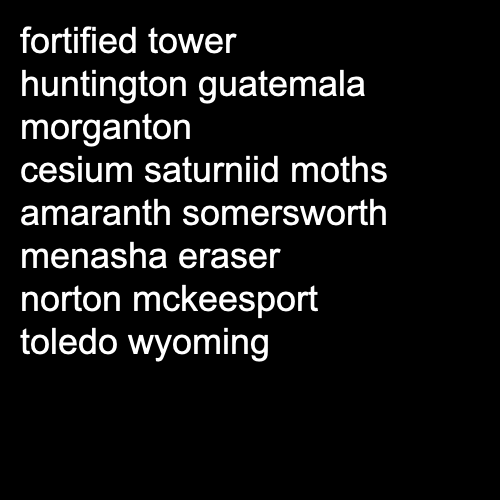 fortified tower
huntington guatemala
morganton
cesium saturniid moths
amaranth somersworth
menasha eraser
norton mckeesport
toledo wyoming